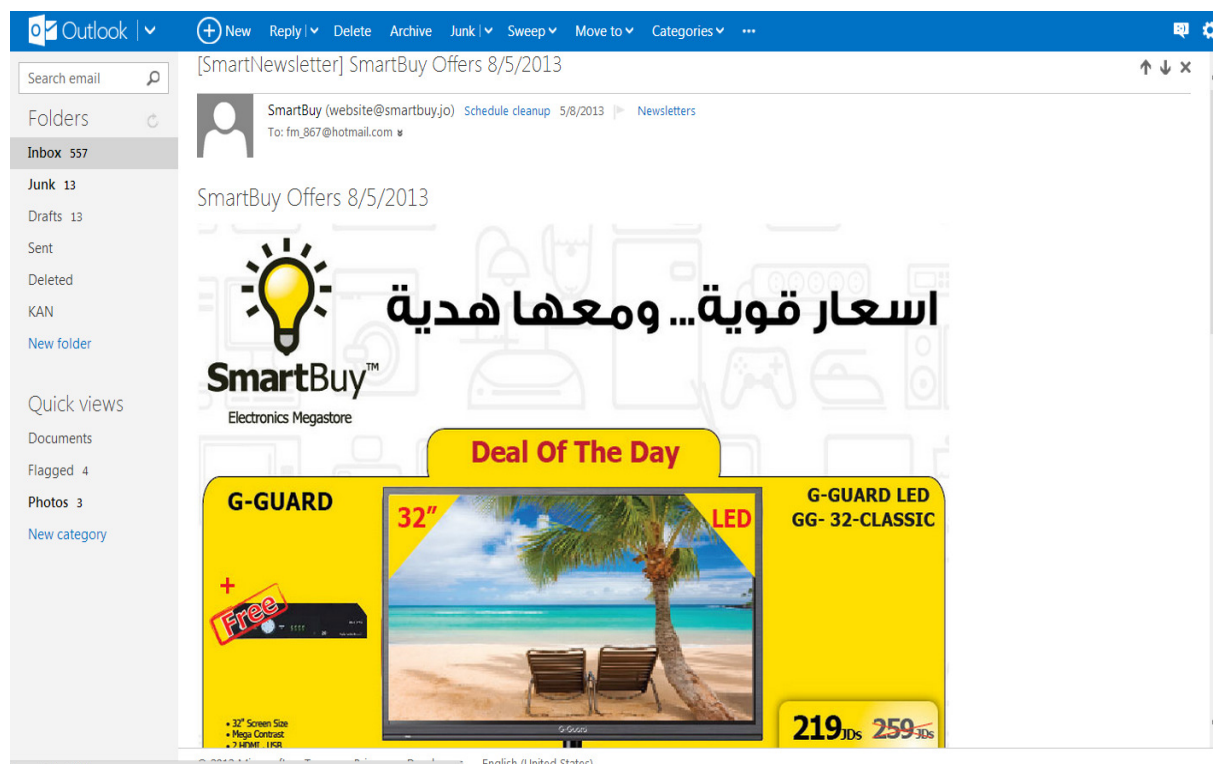 Outlook
New Reply Delete Archive Junk Sweep Move to Categories ...
Search email
Folders
Inbox 557
Junk 13
Drafts 13
Sent
Deleted
KAN
New folder
Quick views
Documents
Flagged 4
Photos 3
New category
[SmartNewsletter] SmartBuy Offers 8/5/2013
SmartBuy (website@smartbuy.jo) Schedule cleanup 5/8/2013 Newsletters
To: fm_867@hotmail.com
SmartBuy Offers 8/5/2013
اسعار قوية... ومعها هدية
SmartBuy™
Electronics Megastore
Deal Of The Day
G-GUARD
32"
LED
G-GUARD LED
GG- 32-CLASSIC
+
Free
• 32" Screen Size
• Mega Contrast
• 2 HDMI , USB
G-Guard
219JDs 259JDs
English (United States)